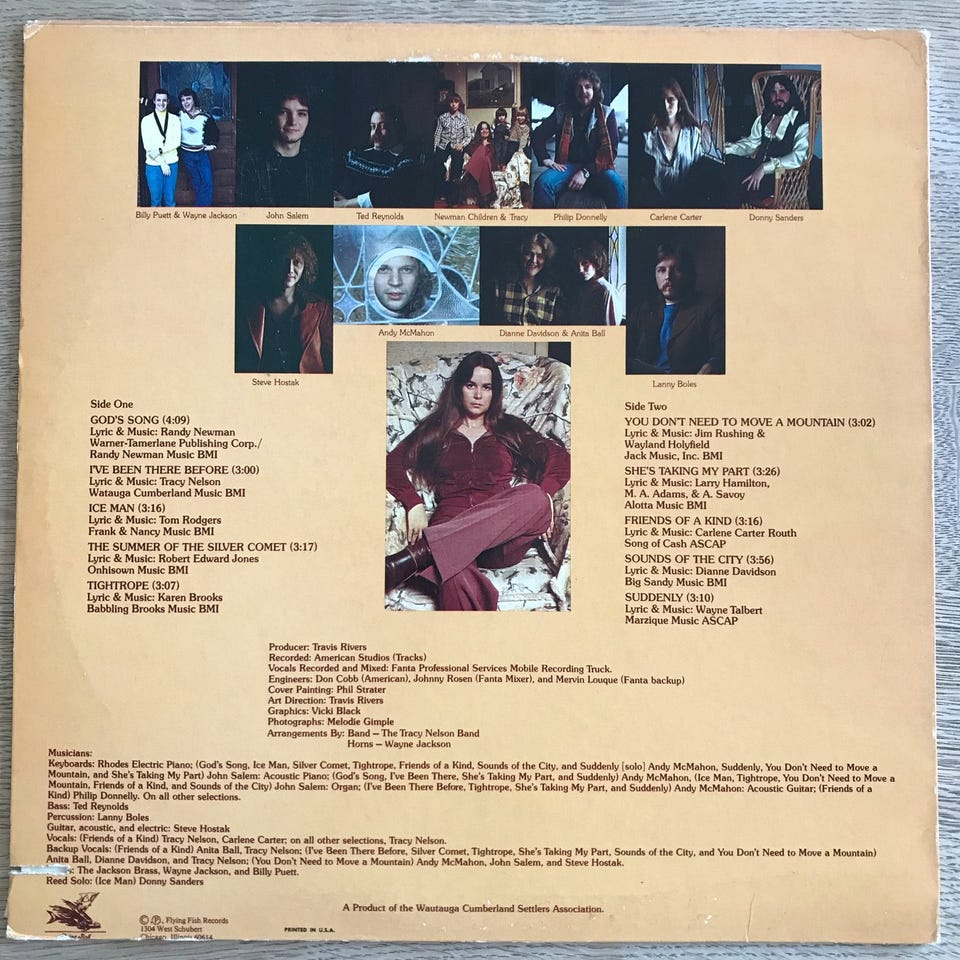 Billy Puett & Wayne Jackson
John Salem
Ted Reynolds
Newman Children & Tracy
Philip Donnelly
Carlene Carter
Donny Sanders
Steve Hostak
Andy McMahon
Dianne Davidson & Anita Ball
Lanny Boles
Side One
GOD'S SONG (4:09)
Lyric & Music: Randy Newman
Warner-Tamerlane Publishing Corp./
Randy Newman Music BMI
I'VE BEEN THERE BEFORE (3:00)
Lyric & Music: Tracy Nelson
Watauga Cumberland Music BMI
ICE MAN (3:16)
Lyric & Music: Tom Rodgers
Frank & Nancy Music BMI
THE SUMMER OF THE SILVER COMET (3:17)
Lyric & Music: Robert Edward Jones
Onhisown Music BMI
TIGHTROPE (3:07)
Lyric & Music: Karen Brooks
Babbling Brooks Music BMI
Side Two
YOU DON'T NEED TO MOVE A MOUNTAIN (3:02)
Lyric & Music: Jim Rushing &
Wayland Holyfield
Jack Music, Inc. BMI
SHE'S TAKING MY PART (3:26)
Lyric & Music: Larry Hamilton,
M. A. Adams, & A. Savoy
Alotta Music BMI
FRIENDS OF A KIND (3:16)
Lyric & Music: Carlene Carter Routh
Song of Cash ASCAP
SOUNDS OF THE CITY (3:56)
Lyric & Music: Dianne Davidson
Big Sandy Music BMI
SUDDENLY (3:10)
Lyric & Music: Wayne Talbert
Marzique Music ASCAP
Producer: Travis Rivers
Recorded: American Studios (Tracks)
Vocals Recorded and Mixed: Fanta Professional Services Mobile Recording Truck.
Engineers: Don Cobb (American), Johnny Rosen (Fanta Mixer), and Mervin Louque (Fanta backup)
Cover Painting: Phil Strater
Art Direction: Travis Rivers
Graphics: Vicki Black
Photographs: Melodie Gimple
Arrangements By: Band – The Tracy Nelson Band
Horns – Wayne Jackson
Musicians:
Keyboards: Rhodes Electric Piano; (God's Song, Ice Man, Silver Comet, Tightrope, Friends of a Kind, Sounds of the City, and Suddenly [solo] Andy McMahon, Suddenly, You Don't Need to Move a
Mountain, and She's Taking My Part) John Salem: Acoustic Piano; (God's Song, I've Been There, She's Taking My Part, and Suddenly) Andy McMahon, (Ice Man, Tightrope, You Don't Need to Move a
Mountain, Friends of a Kind, and Sounds of the City) John Salem: Organ; (I've Been There Before, Tightrope, She's Taking My Part, and Suddenly) Andy McMahon: Acoustic Guitar; (Friends of a
Kind) Philip Donnelly. On all other selections.
Bass: Ted Reynolds
Percussion: Lanny Boles
Guitar, acoustic, and electric: Steve Hostak
Vocals: (Friends of a Kind) Tracy Nelson, Carlene Carter; on all other selections, Tracy Nelson.
Backup Vocals: (Friends of a Kind) Anita Ball, Tracy Nelson; (I've Been There Before, Silver Comet, Tightrope, She's Taking My Part, Sounds of the City, and You Don't Need to Move a Mountain)
Anita Ball, Dianne Davidson, and Tracy Nelson; (You Don't Need to Move a Mountain) Andy McMahon, John Salem, and Steve Hostak.
The Jackson Brass, Wayne Jackson, and Billy Puett.
Reed Solo: (Ice Man) Donny Sanders
A Product of the Wautauga Cumberland Settlers Association.
© ℗, Flying Fish Records
1304 West Schubert
Chicago, Illinois 60614
PRINTED IN U.S.A.